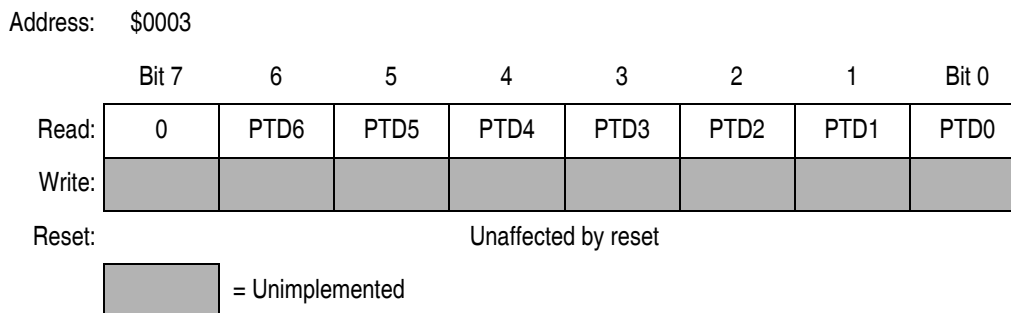 Address: $0003
Bit 7 6 5 4 3 2 1 Bit 0
Read: 0 PTD6 PTD5 PTD4 PTD3 PTD2 PTD1 PTD0
Write:
Reset: Unaffected by reset
= Unimplemented